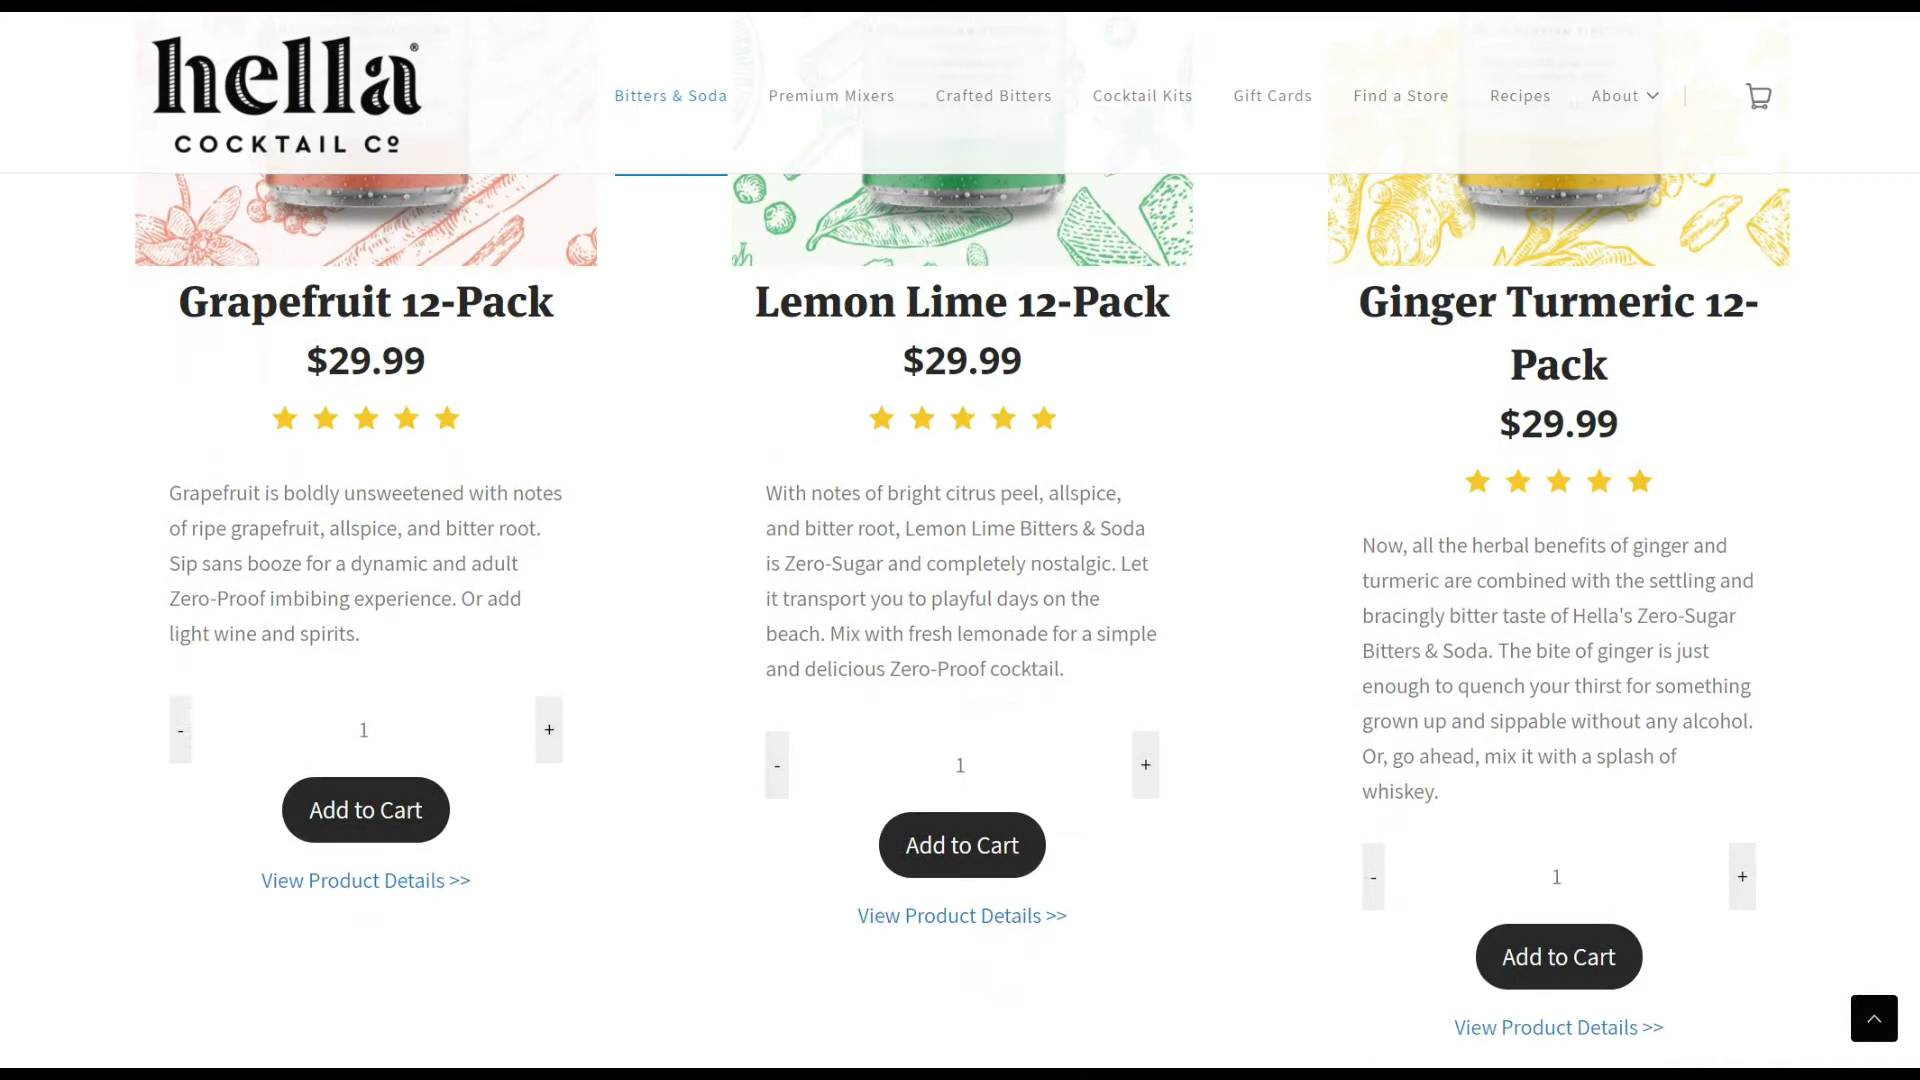 hella®
COCKTAIL Cº
Bitters & Soda
Premium Mixers
Crafted Bitters
Cocktail Kits
Gift Cards
Find a Store
Recipes
About
Grapefruit 12-Pack
$29.99
Grapefruit is boldly unsweetened with notes
of ripe grapefruit, allspice, and bitter root.
Sip sans booze for a dynamic and adult
Zero-Proof imbibing experience. Or add
light wine and spirits.
- 1 +
Add to Cart
View Product Details >>
Lemon Lime 12-Pack
$29.99
With notes of bright citrus peel, allspice,
and bitter root, Lemon Lime Bitters & Soda
is Zero-Sugar and completely nostalgic. Let
it transport you to playful days on the
beach. Mix with fresh lemonade for a simple
and delicious Zero-Proof cocktail.
- 1 +
Add to Cart
View Product Details >>
Ginger Turmeric 12-
Pack
$29.99
Now, all the herbal benefits of ginger and
turmeric are combined with the settling and
bracingly bitter taste of Hella's Zero-Sugar
Bitters & Soda. The bite of ginger is just
enough to quench your thirst for something
grown up and sippable without any alcohol.
Or, go ahead, mix it with a splash of
whiskey.
- 1 +
Add to Cart
View Product Details >>